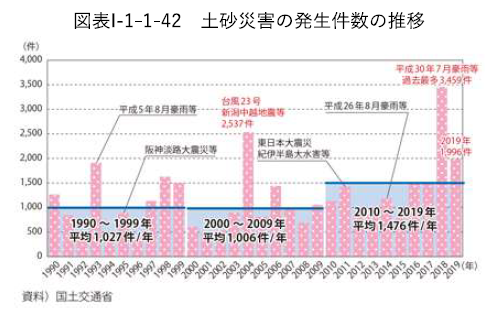 図表Ⅰ-1-1-42　土砂災害の発生件数の推移
(件)
4,000
3,500
3,000
2,500
2,000
1,500
1,000
500
0
平成30年7月豪雨等
過去最多3,459件
台風23号
新潟中越地震等
2,537件
平成5年8月豪雨等
平成26年8月豪雨等
阪神淡路大震災等
東日本大震災
紀伊半島大水害等
2019年
1,996件
1990～1999年
平均1,027件/年
2000～2009年
平均1,006件/年
2010～2019年
平均1,476件/年
1990 1991 1992 1993 1994 1995 1996 1997 1998 1999 2000 2001 2002 2003 2004 2005 2006 2007 2008 2009 2010 2011 2012 2013 2014 2015 2016 2017 2018 2019 (年)
資料）国土交通省